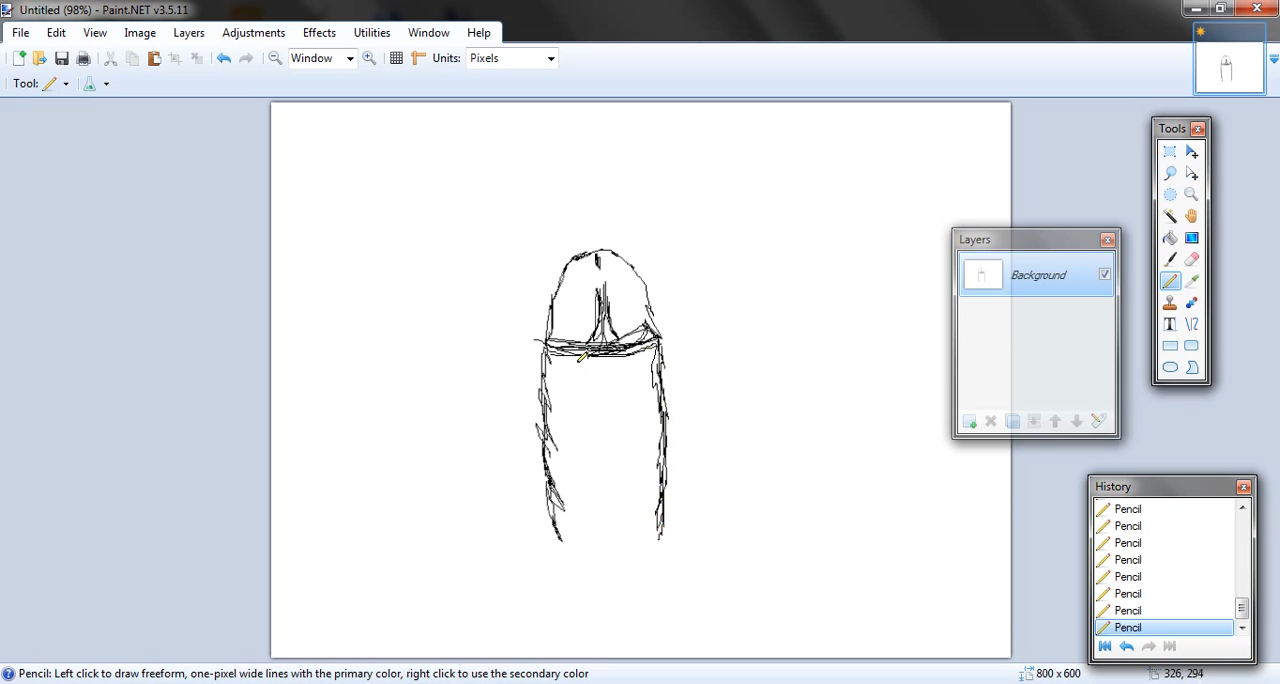 Untitled (98%) - Paint.NET v3.5.11
File Edit View Image Layers Adjustments Effects Utilities Window Help
Window Units: Pixels
Tool:
Tools
Layers
Background
History
Pencil
Pencil
Pencil
Pencil
Pencil
Pencil
Pencil
Pencil
Pencil: Left click to draw freeform, one-pixel wide lines with the primary color, right click to use the secondary color 800 x 600 326, 294